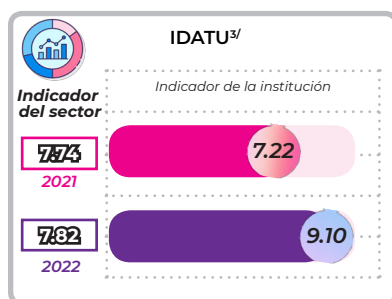 IDATU3/
Indicador del sector
Indicador de la institución
7.74
2021
7.22
7.82
2022
9.10